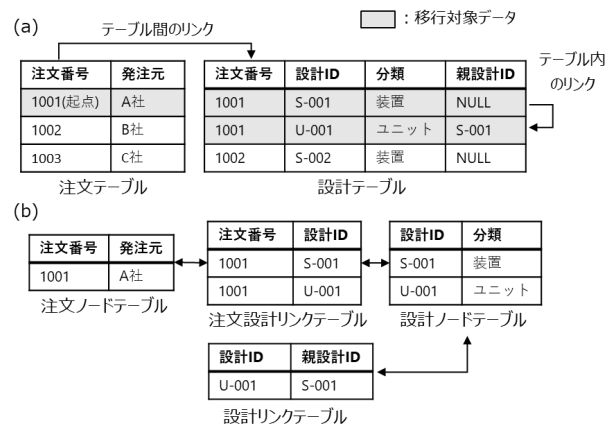 (a)
テーブル間のリンク
：移行対象データ
テーブル内
のリンク
注文番号 発注元
1001(起点) A社
1002 B社
1003 C社
注文テーブル
注文番号 設計ID 分類 親設計ID
1001 S-001 装置 NULL
1001 U-001 ユニット S-001
1002 S-002 装置 NULL
設計テーブル
(b)
注文番号 発注元
1001 A社
注文ノードテーブル
注文番号 設計ID
1001 S-001
1001 U-001
注文設計リンクテーブル
設計ID 分類
S-001 装置
U-001 ユニット
設計ノードテーブル
設計ID 親設計ID
U-001 S-001
設計リンクテーブル